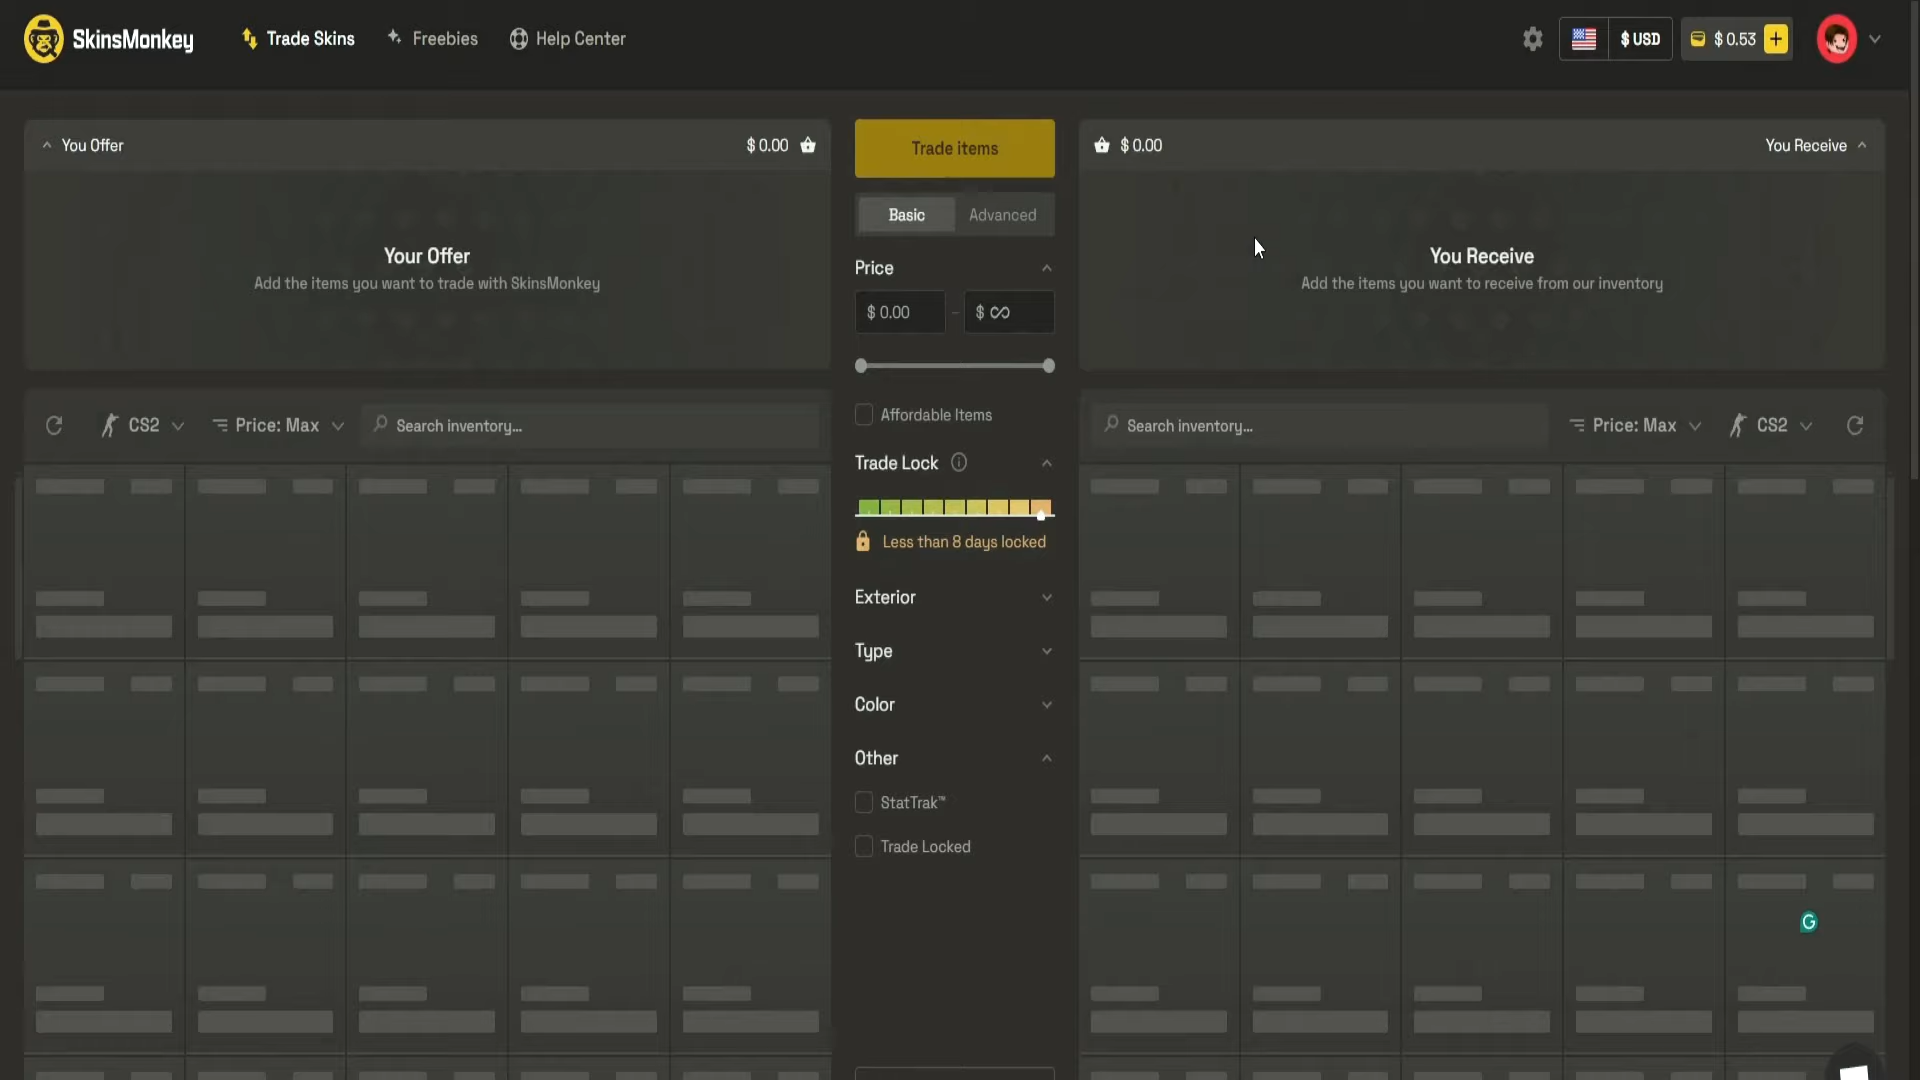 SkinsMonkey
Trade Skins
Freebies
Help Center
$ USD
$ 0.53
You Offer
$ 0.00
Trade items
$ 0.00
You Receive
Your Offer
Add the items you want to trade with SkinsMonkey
Basic
Advanced
You Receive
Add the items you want to receive from our inventory
Price
$ 0.00 - $ ∞
Affordable Items
CS2
Price: Max
Search inventory...
Search inventory...
Price: Max
CS2
Trade Lock
Less than 8 days locked
Exterior
Type
Color
Other
StatTrak™
Trade Locked
G